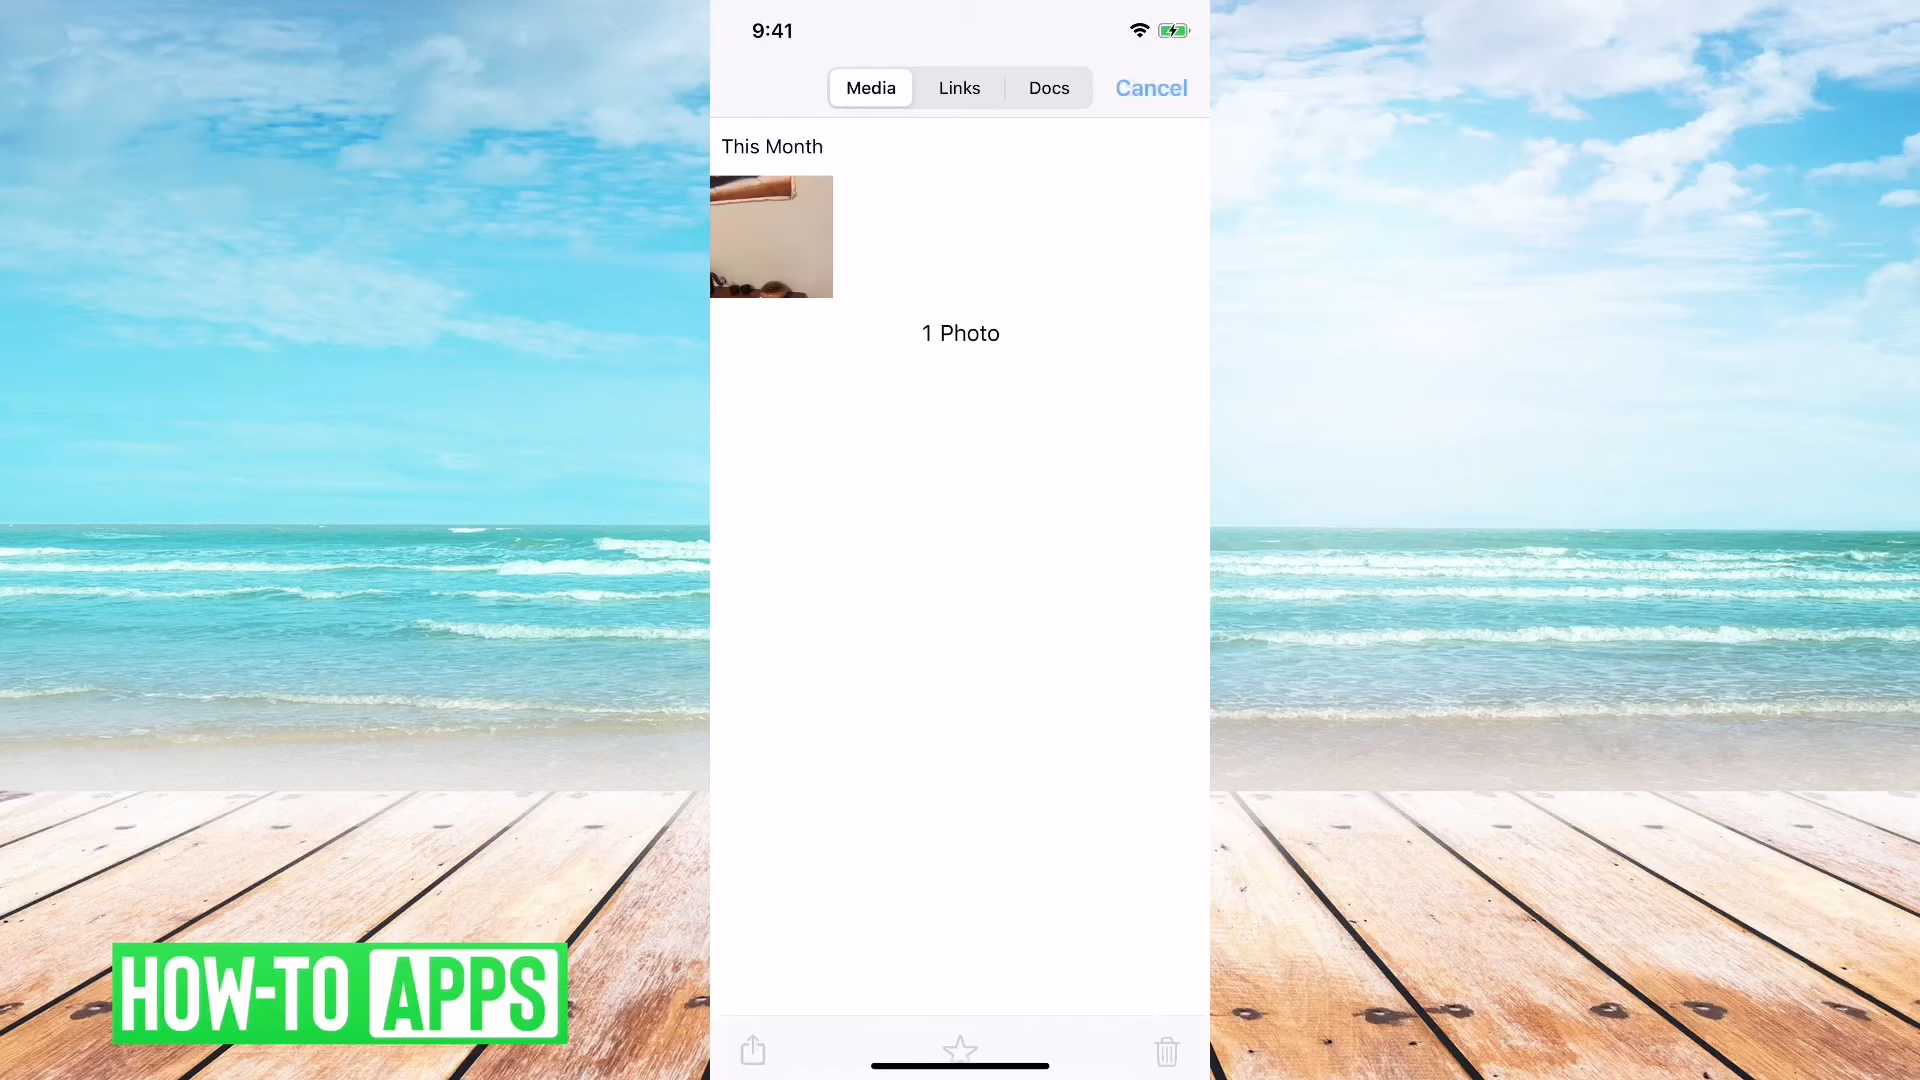 9:41
Media Links Docs Cancel
This Month
1 Photo
HOW-TO APPS